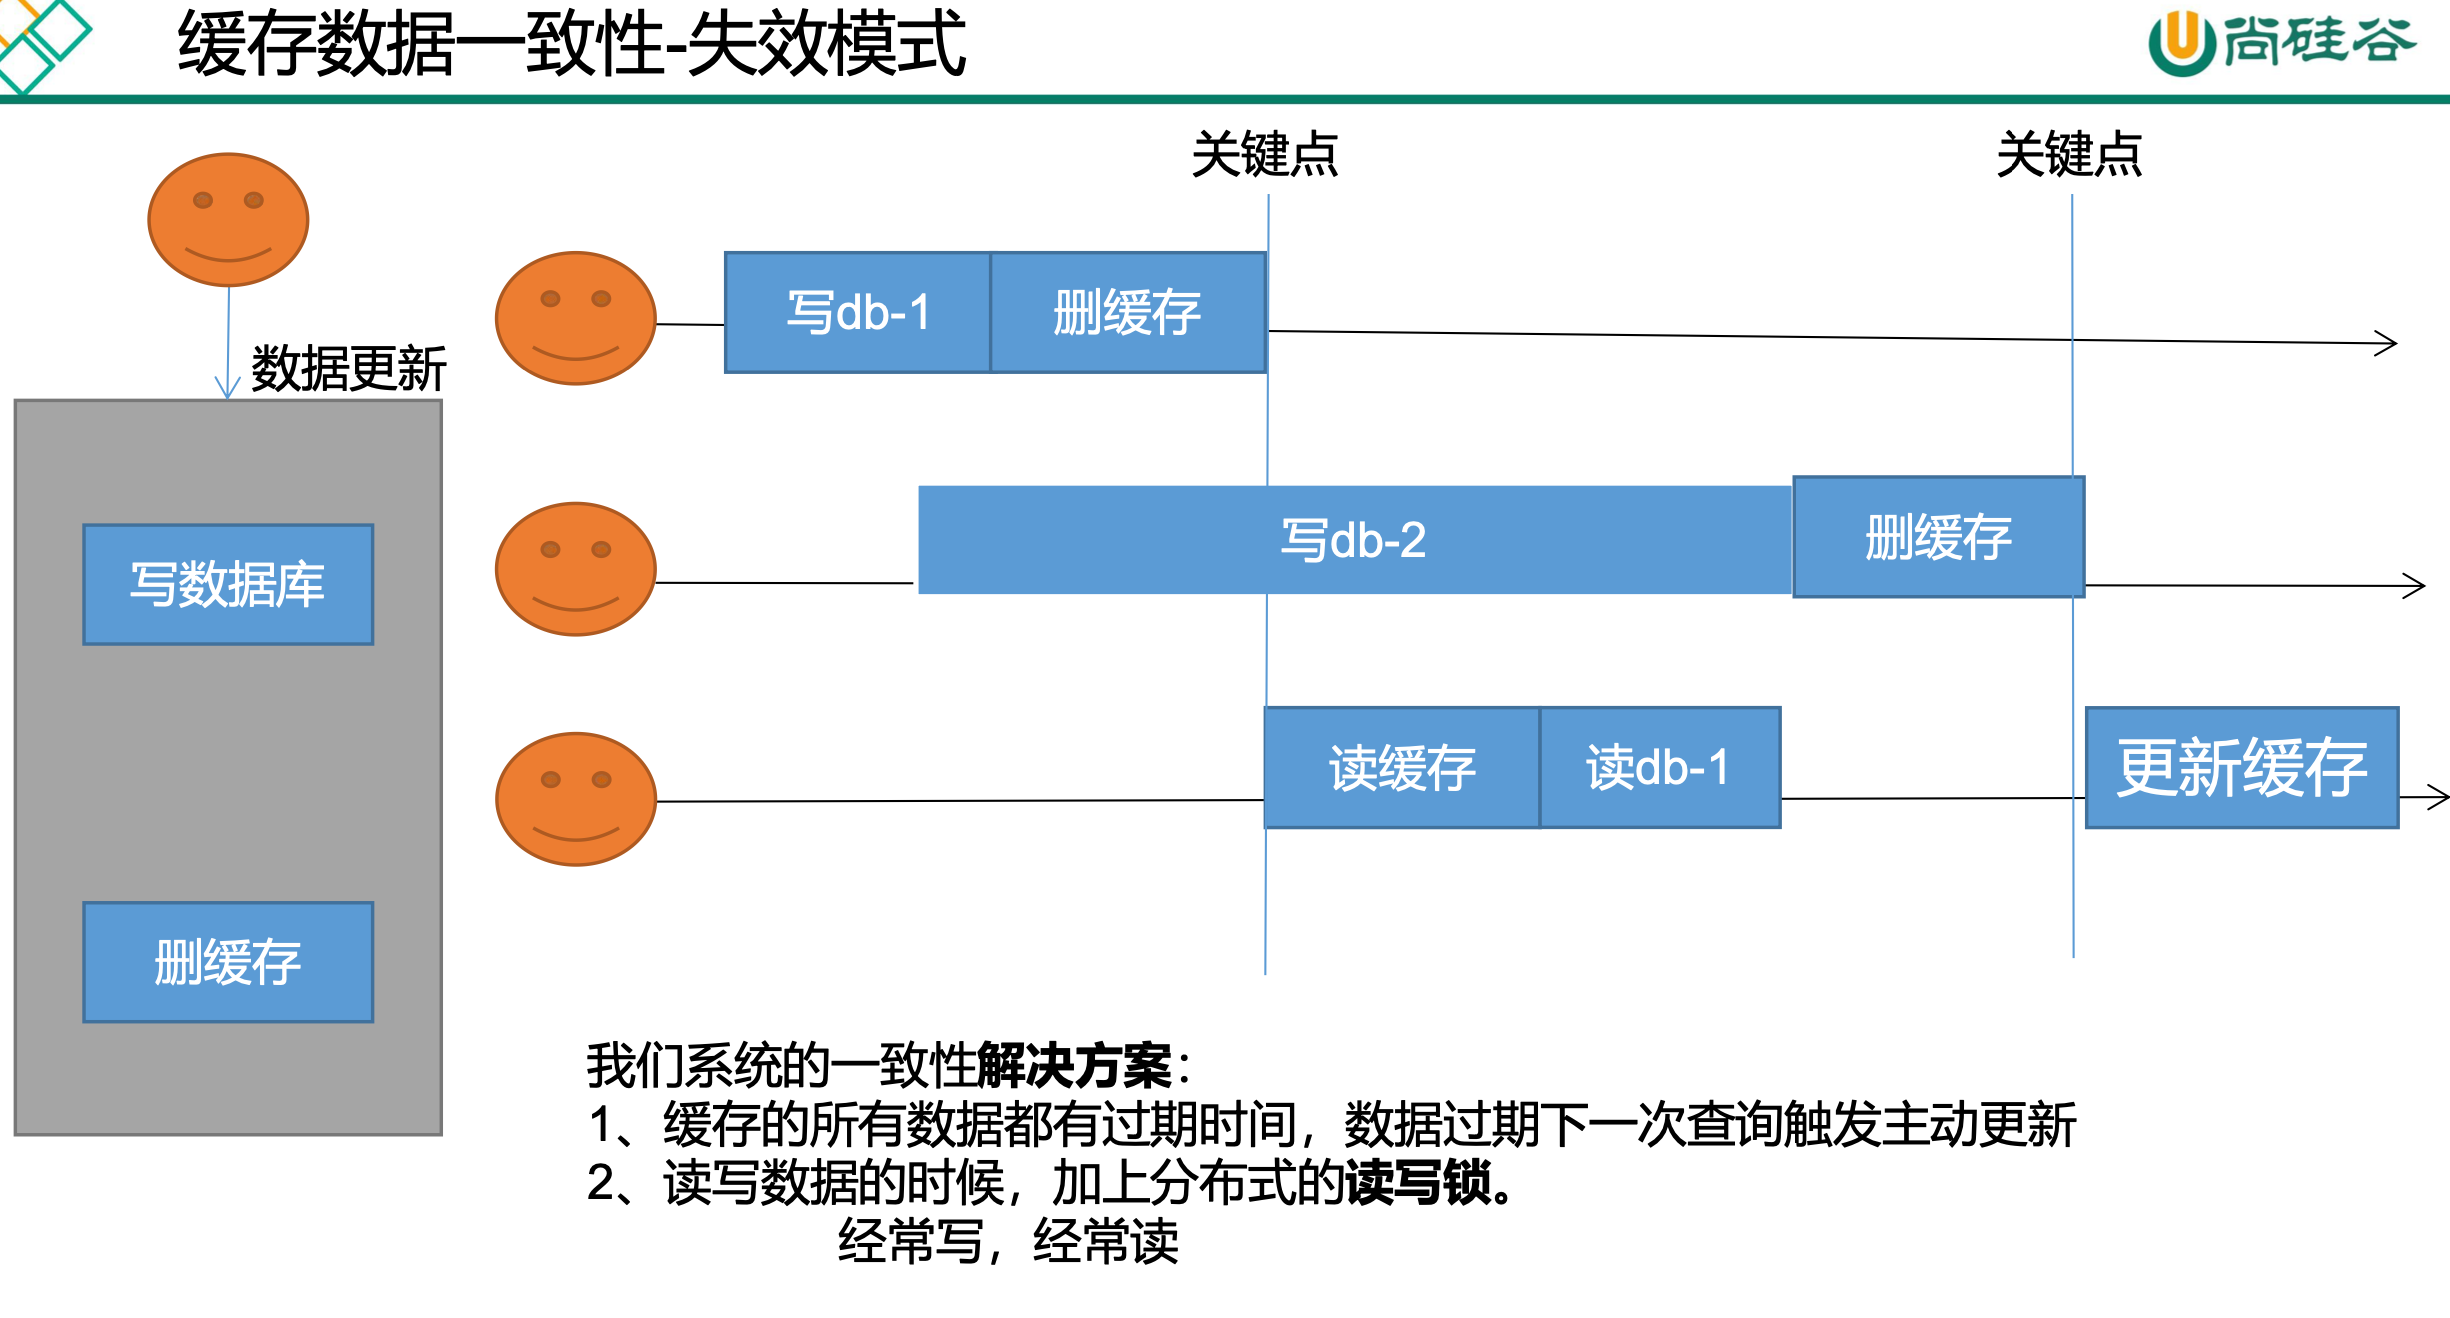 缓存数据一致性-失效模式
尚硅谷
关键点
关键点
数据更新
写数据库
删缓存
写db-1
删缓存
写db-2
删缓存
读缓存
读db-1
更新缓存
我们系统的一致性解决方案：
1、缓存的所有数据都有过期时间，数据过期下一次查询触发主动更新
2、读写数据的时候，加上分布式的读写锁。
经常写，经常读